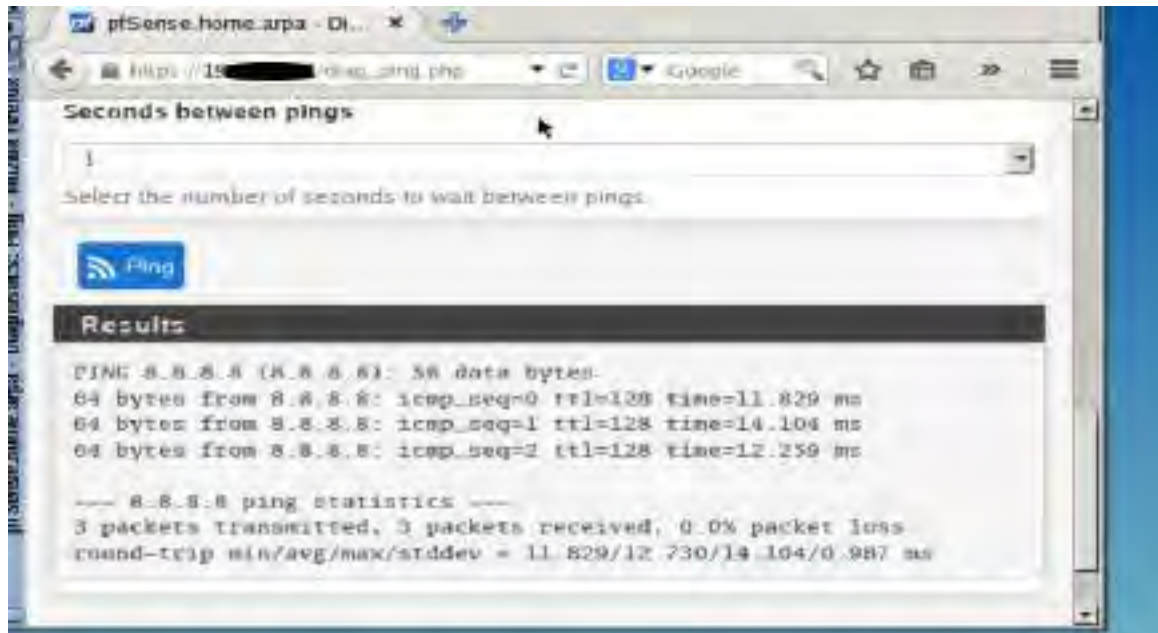 pfSense.home.arpa - Di...
https://19 /diag_ping.php
Google
Seconds between pings
1
Select the number of seconds to wait between pings.
Ping
Results
PING 8.8.8.8 (8.8.8.8): 56 data bytes
64 bytes from 8.8.8.8: icmp_seq=0 ttl=128 time=11.829 ms
64 bytes from 8.8.8.8: icmp_seq=1 ttl=128 time=14.104 ms
64 bytes from 8.8.8.8: icmp_seq=2 ttl=128 time=12.259 ms
--- 8.8.8.8 ping statistics ---
3 packets transmitted, 3 packets received, 0.0% packet loss
round-trip min/avg/max/stddev = 11.829/12.730/14.104/0.987 ms